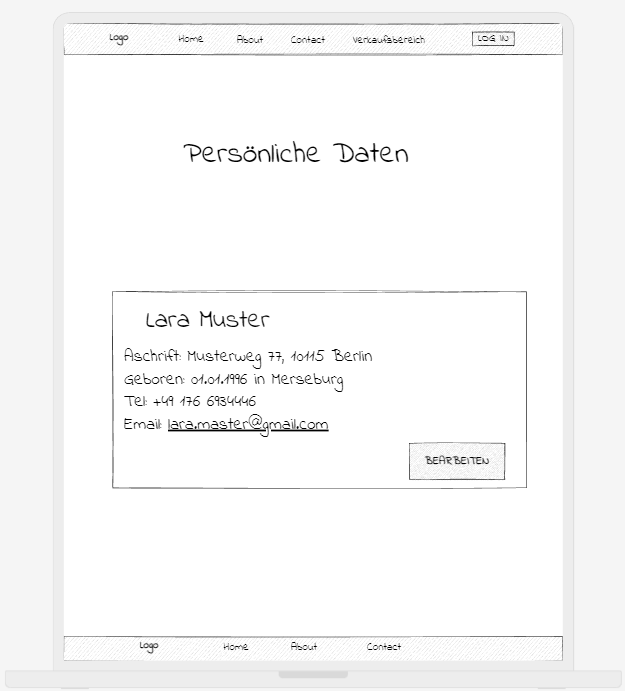 Logo Home About Contact Verkaufsbereich LOG IN
Persönliche Daten
Lara Muster
Aschrift: Musterweg 77, 10115 Berlin
Geboren: 01.01.1996 in Merseburg
Tel: +49 176 6934446
Email: lara.master@gmail.com
BEARBEITEN
Logo Home About Contact